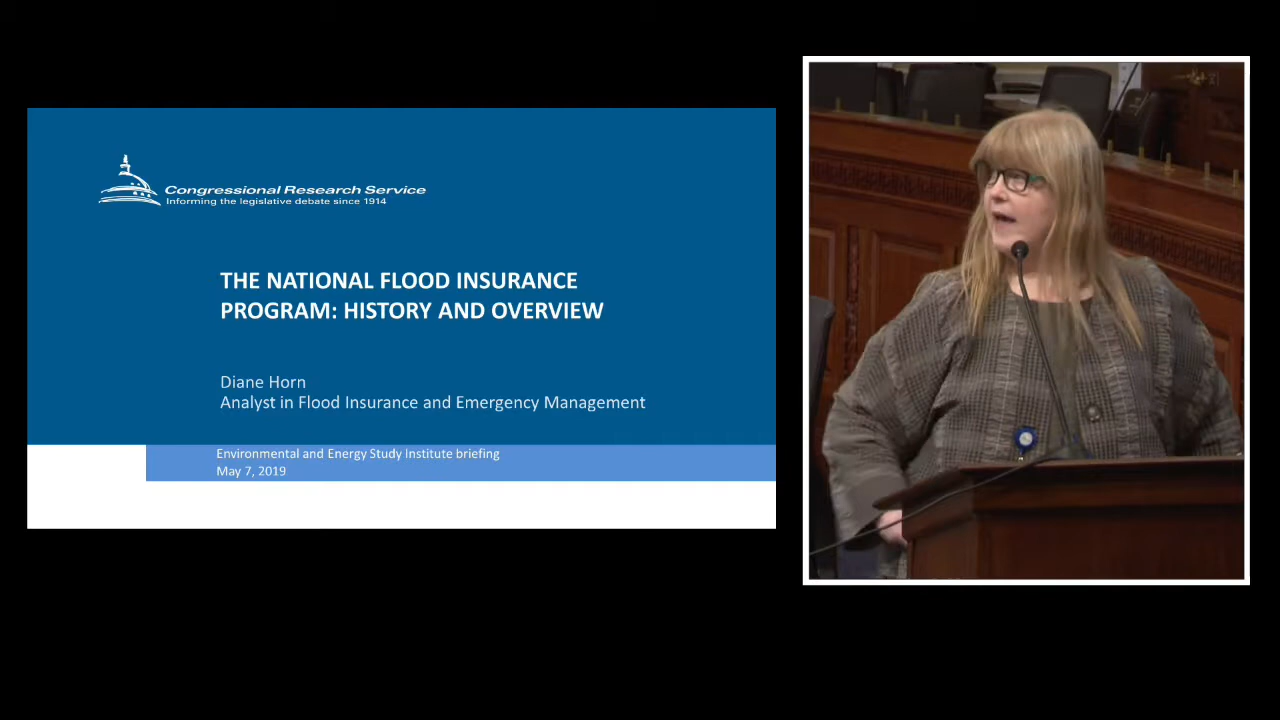 Congressional Research Service
Informing the legislative debate since 1914
THE NATIONAL FLOOD INSURANCE
PROGRAM: HISTORY AND OVERVIEW
Diane Horn
Analyst in Flood Insurance and Emergency Management
Environmental and Energy Study Institute briefing
May 7, 2019